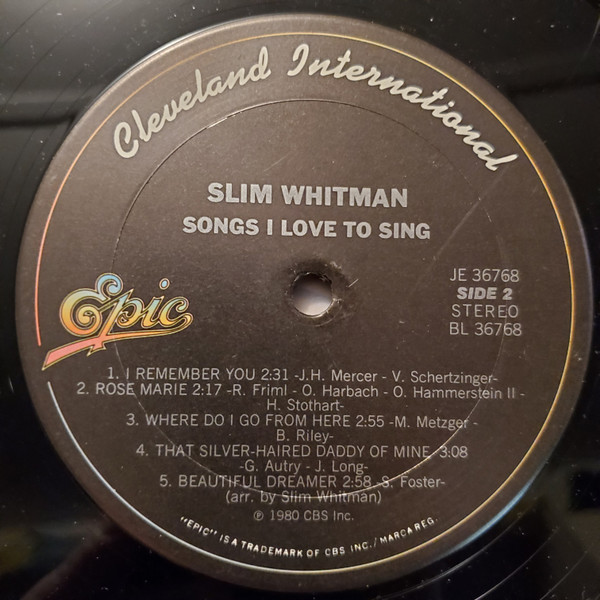 Cleveland International
SLIM WHITMAN
SONGS I LOVE TO SING
Epic
JE 36768
SIDE 2
STEREO
BL 36768
1. I REMEMBER YOU 2:31 -J.H. Mercer - V. Schertzinger-
2. ROSE MARIE 2:17 -R. Friml - O. Harbach - O. Hammerstein II -
H. Stothart-
3. WHERE DO I GO FROM HERE 2:55 -M. Metzger -
B. Riley-
4. THAT SILVER-HAIRED DADDY OF MINE 3:08
-G. Autry - J. Long-
5. BEAUTIFUL DREAMER 2:58 -S. Foster-
(arr. by Slim Whitman)
℗ 1980 CBS Inc.
"EPIC" IS A TRADEMARK OF CBS INC./MARCA REG.